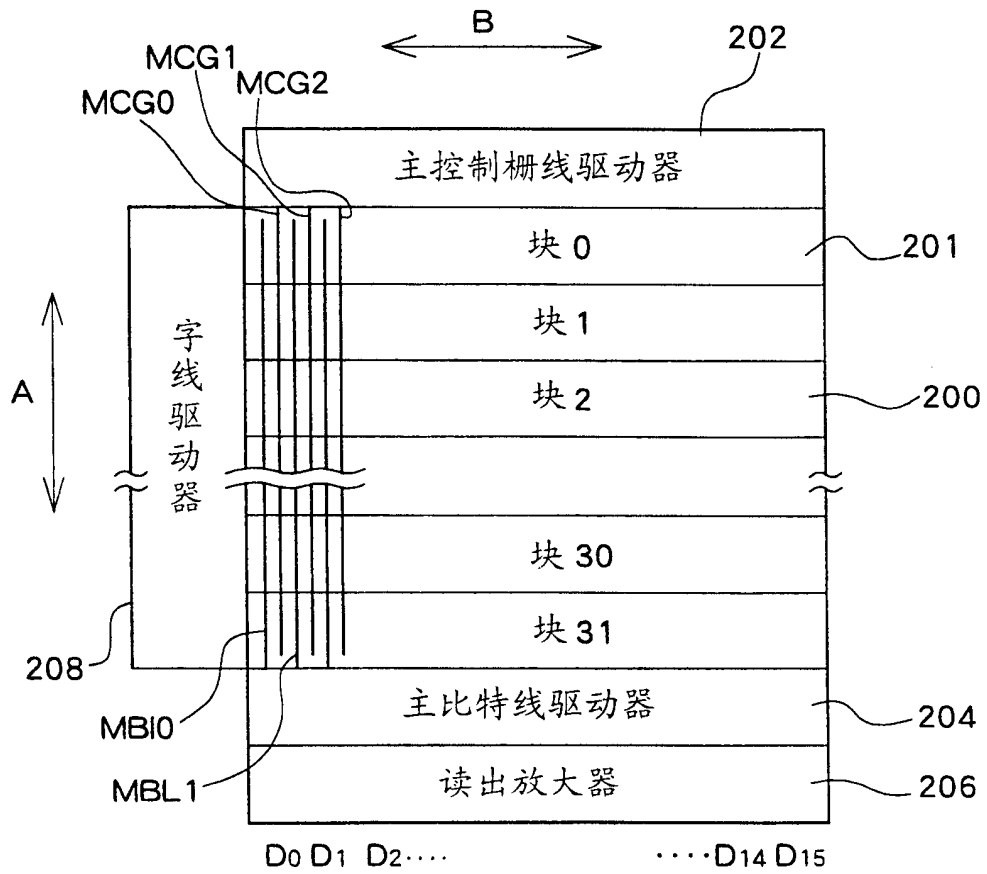 B
202
MCG1
MCG2
MCG0
主控制栅线驱动器
块 0
201
块 1
块 2
200
A
字线驱动器
块 30
块 31
208
主比特线驱动器
204
MBI0
MBL1
读出放大器
206
D0 D1 D2···· ····D14 D15